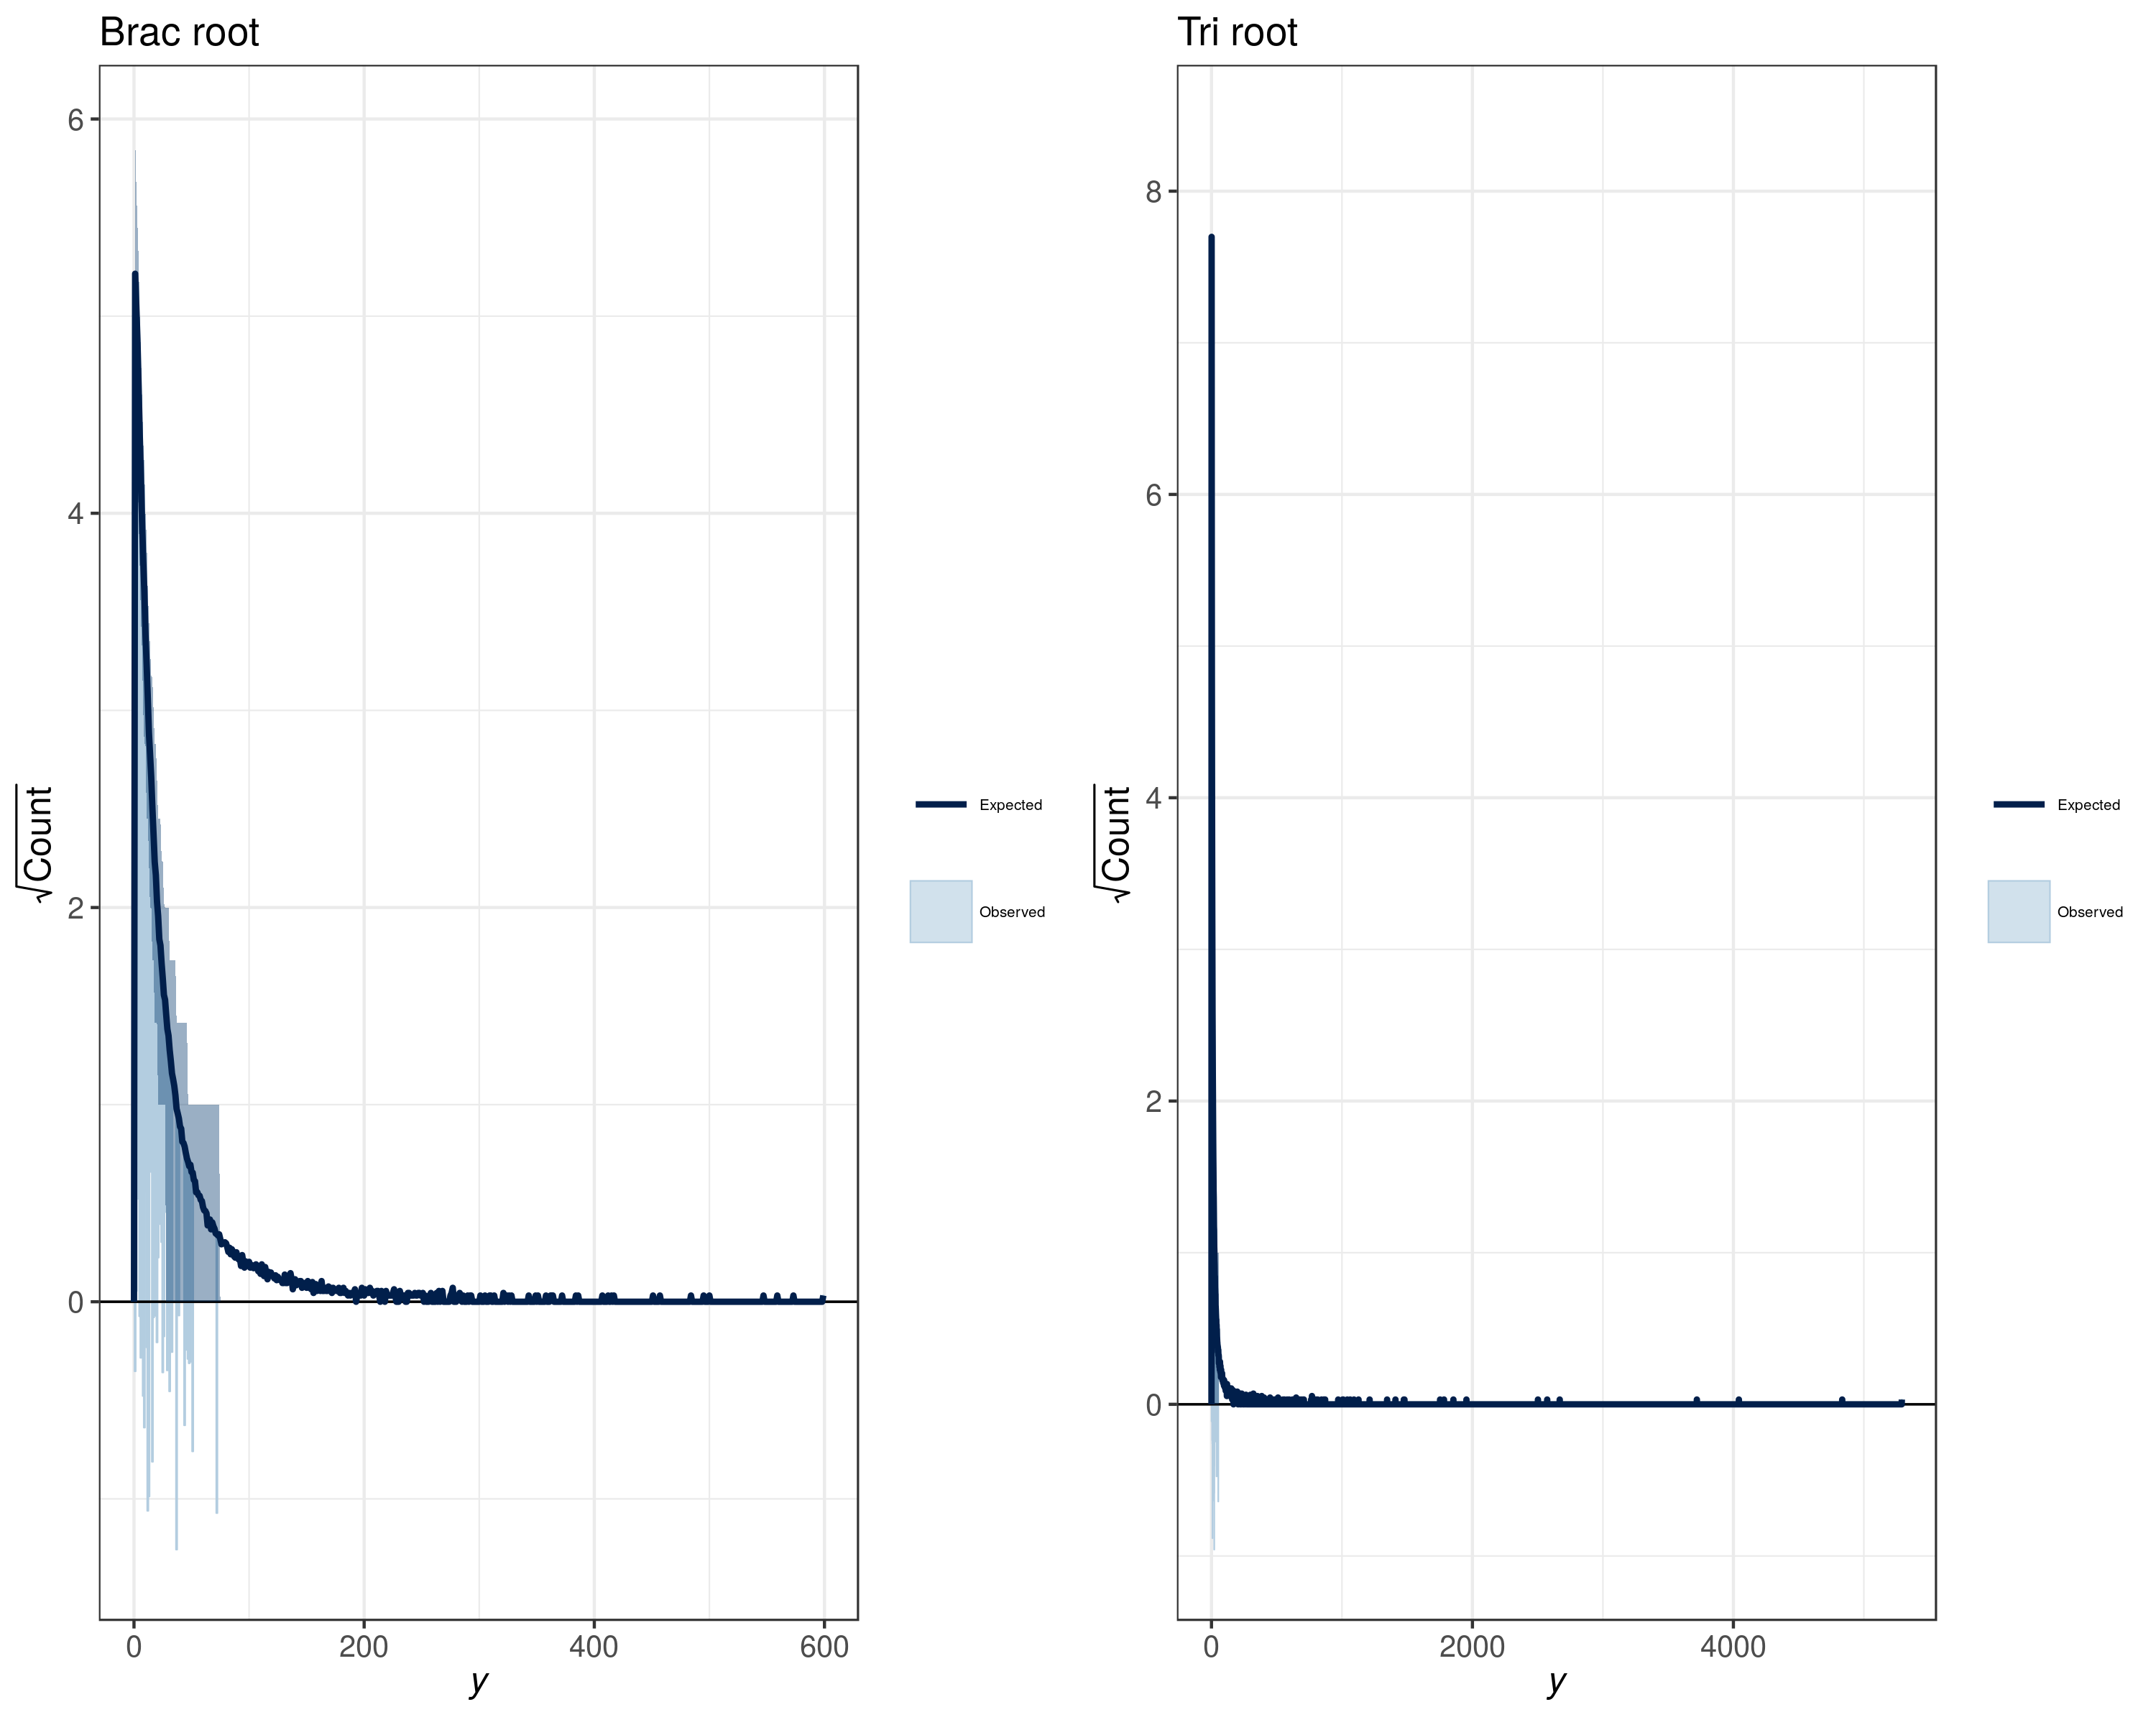 Brac root
6
4
2
0
√Count
0 200 400 600
y
Expected
Observed
Tri root
8
6
4
2
0
√Count
0 2000 4000
y
Expected
Observed